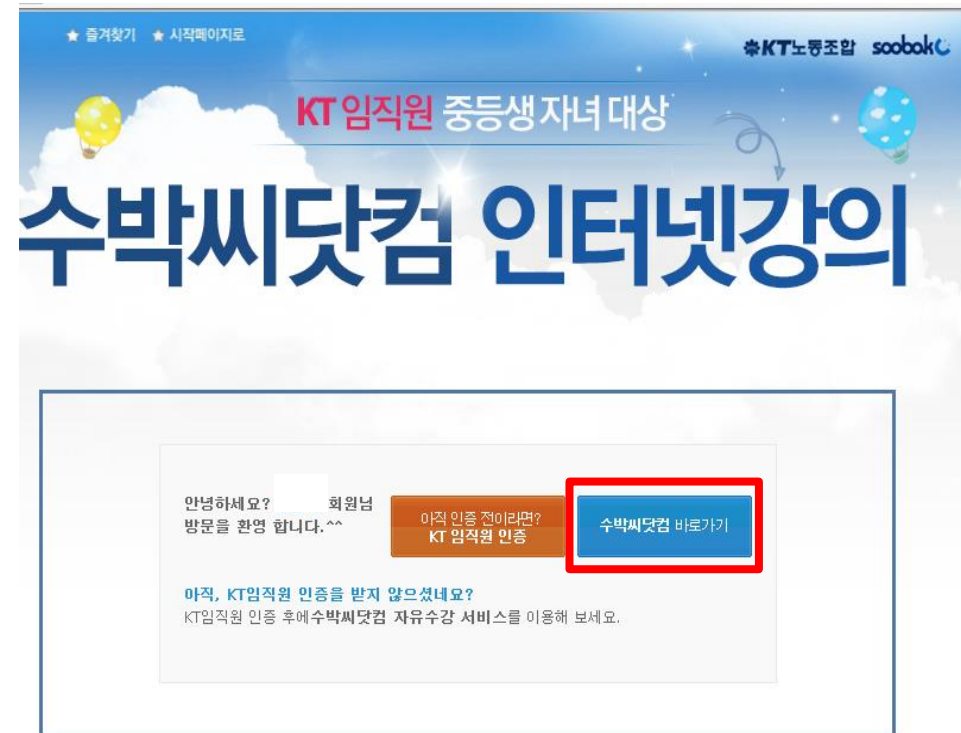 ★ 즐겨찾기 ★ 시작페이지로
KT노동조합 soobakC
KT 임직원 중등생 자녀 대상
수박씨닷컴 인터넷강의
안녕하세요? 회원님
방문을 환영 합니다.^^
아직 인증 전이라면?
KT 임직원 인증
수박씨닷컴 바로가기
아직, KT임직원 인증을 받지 않으셨네요?
KT임직원 인증 후에 수박씨닷컴 자유수강 서비스를 이용해 보세요.